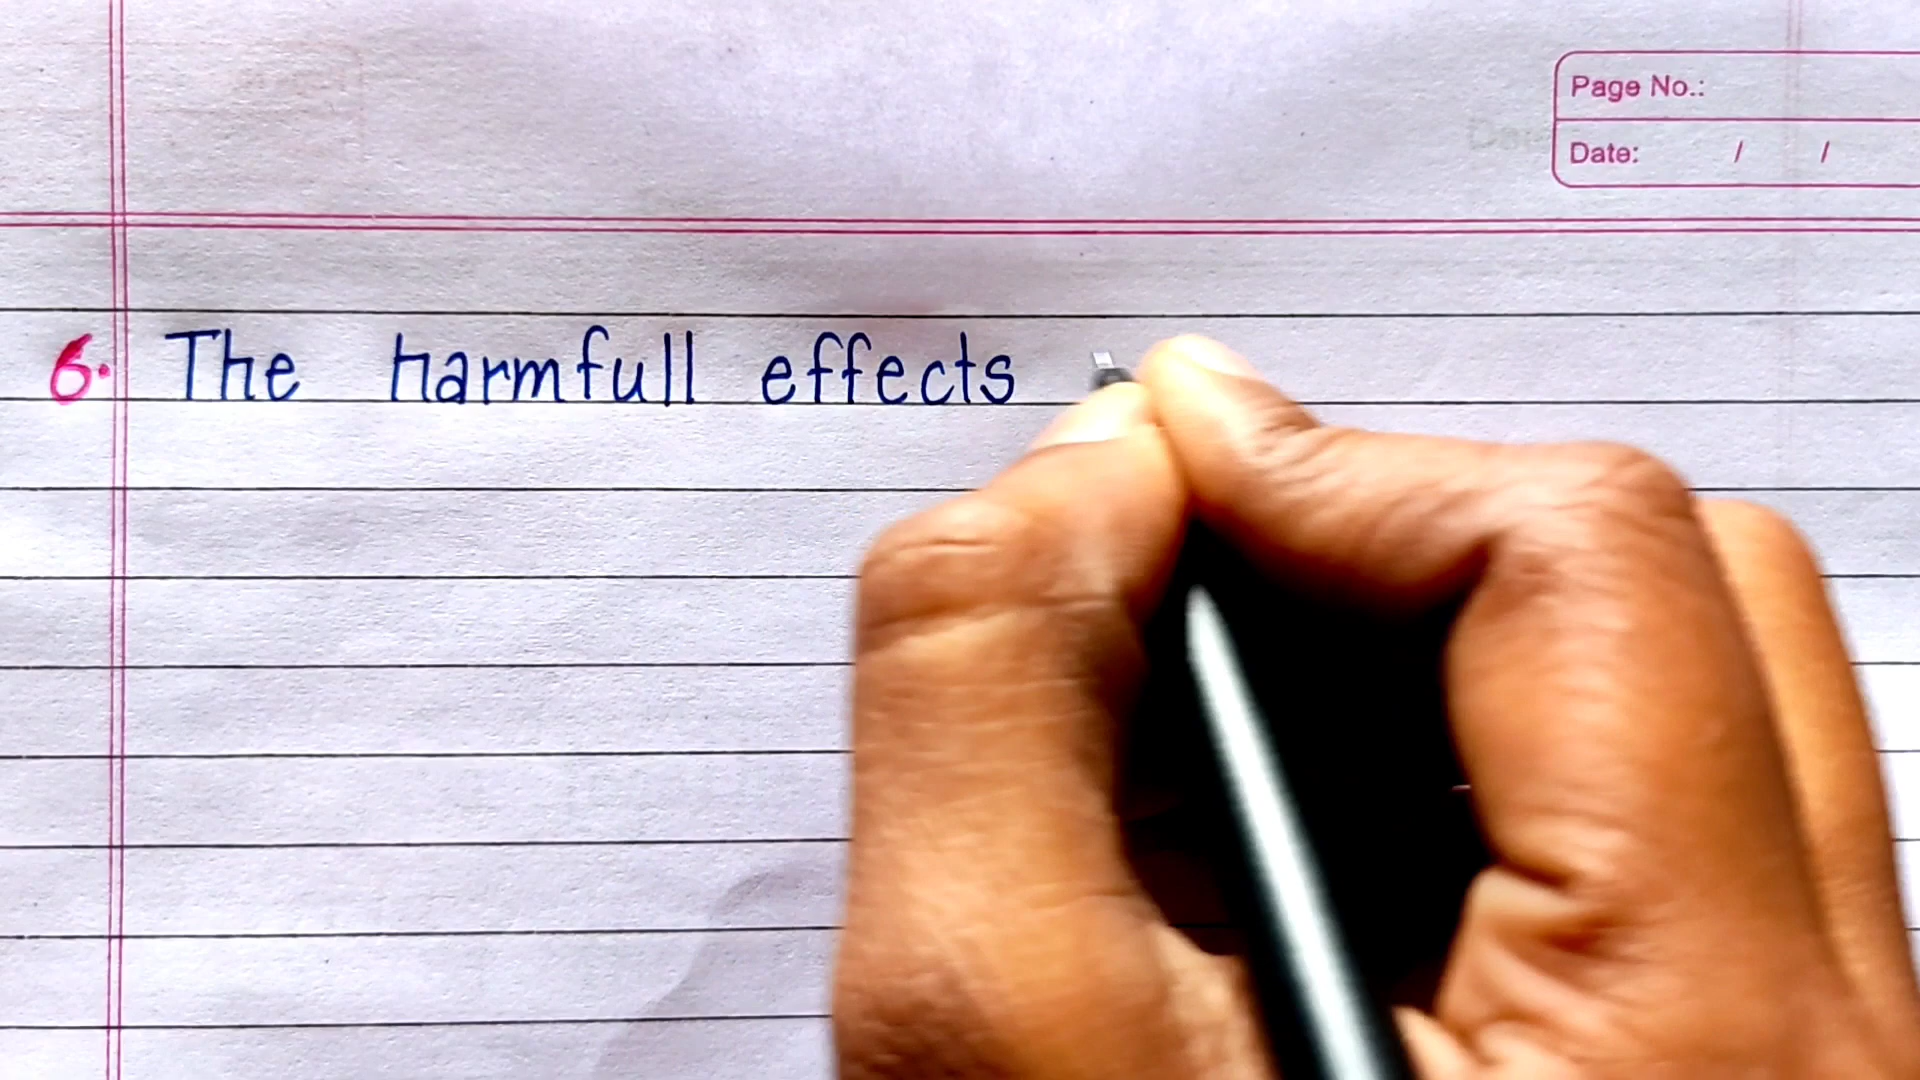 Page No.:
Date: / /
6. The harmfull effects